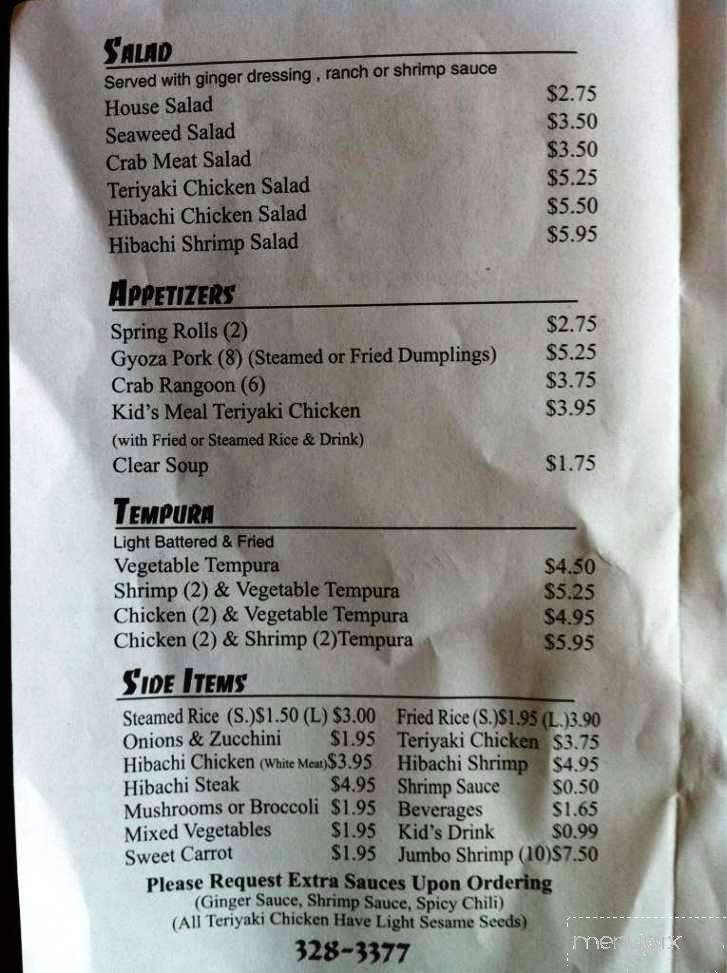 SALAD
Served with ginger dressing , ranch or shrimp sauce
House Salad $2.75
Seaweed Salad $3.50
Crab Meat Salad $3.50
Teriyaki Chicken Salad $5.25
Hibachi Chicken Salad $5.50
Hibachi Shrimp Salad $5.95
APPETIZERS
Spring Rolls (2) $2.75
Gyoza Pork (8) (Steamed or Fried Dumplings) $5.25
Crab Rangoon (6) $3.75
Kid's Meal Teriyaki Chicken $3.95
(with Fried or Steamed Rice & Drink)
Clear Soup $1.75
TEMPURA
Light Battered & Fried
Vegetable Tempura $4.50
Shrimp (2) & Vegetable Tempura $5.25
Chicken (2) & Vegetable Tempura $4.95
Chicken (2) & Shrimp (2)Tempura $5.95
SIDE ITEMS
Steamed Rice (S.)$1.50 (L) $3.00 Fried Rice (S.)$1.95 (L.)3.90
Onions & Zucchini $1.95 Teriyaki Chicken $3.75
Hibachi Chicken (White Meat)$3.95 Hibachi Shrimp $4.95
Hibachi Steak $4.95 Shrimp Sauce $0.50
Mushrooms or Broccoli $1.95 Beverages $1.65
Mixed Vegetables $1.95 Kid's Drink $0.99
Sweet Carrot $1.95 Jumbo Shrimp (10)$7.50
Please Request Extra Sauces Upon Ordering
(Ginger Sauce, Shrimp Sauce, Spicy Chili)
(All Teriyaki Chicken Have Light Sesame Seeds)
328-3377
menupix